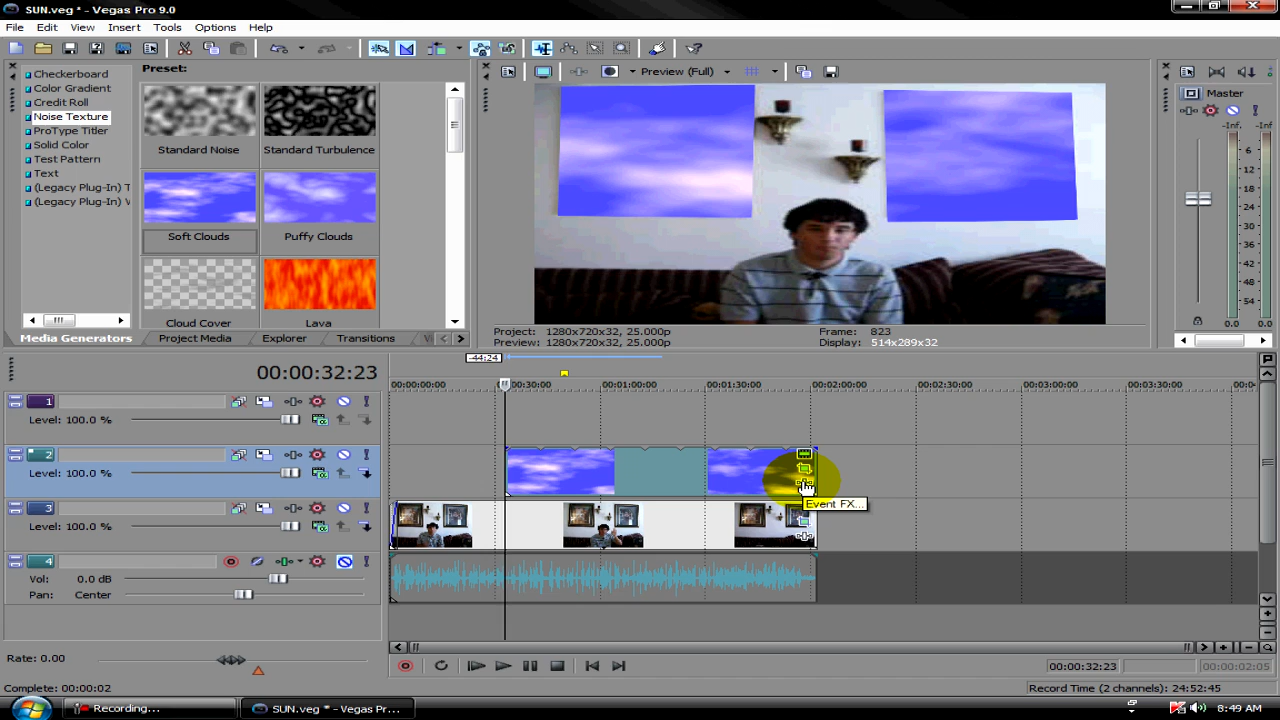 SUN.veg * - Vegas Pro 9.0
File Edit View Insert Tools Options Help
Checkerboard
Color Gradient
Credit Roll
Noise Texture
ProType Titler
Solid Color
Test Pattern
Text
(Legacy Plug-In) T
(Legacy Plug-In)
Preset:
Standard Noise Standard Turbulence
Soft Clouds Puffy Clouds
Cloud Cover Lava
Media Generators Project Media Explorer Transitions
Preview (Full)
Project: 1280x720x32, 25.000p Frame: 823
Preview: 1280x720x32, 25.000p Display: 514x289x32
Master
-Inf. -Inf.
6
12
18
24
30
36
42
48
54
0.0 0.0
-44:24
00:00:32:23
00:00:00:00 00:00:30:00 00:01:00:00 00:01:30:00 00:02:00:00 00:02:30:00 00:03:00:00 00:03:30:00 00:0
1
Level: 100.0 %
2
Level: 100.0 %
Event FX...
3
Level: 100.0 %
4
Vol: 0.0 dB
Pan: Center
Rate: 0.00
00:00:32:23 00:00:02:05
Complete: 00:00:02
Record Time (2 channels): 24:52:45
Recording...
SUN.veg * - Vegas Pr...
8:49 AM